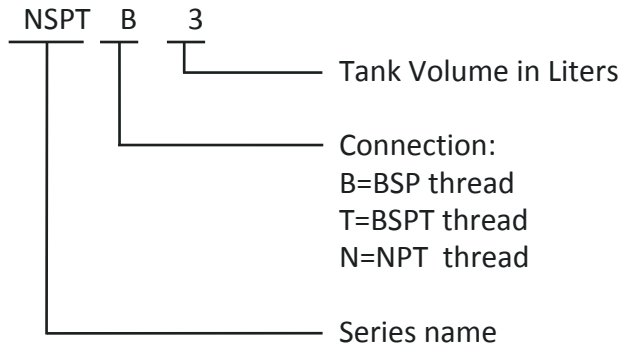 NSPT B 3
Tank Volume in Liters
Connection:
B=BSP thread
T=BSPT thread
N=NPT thread
Series name